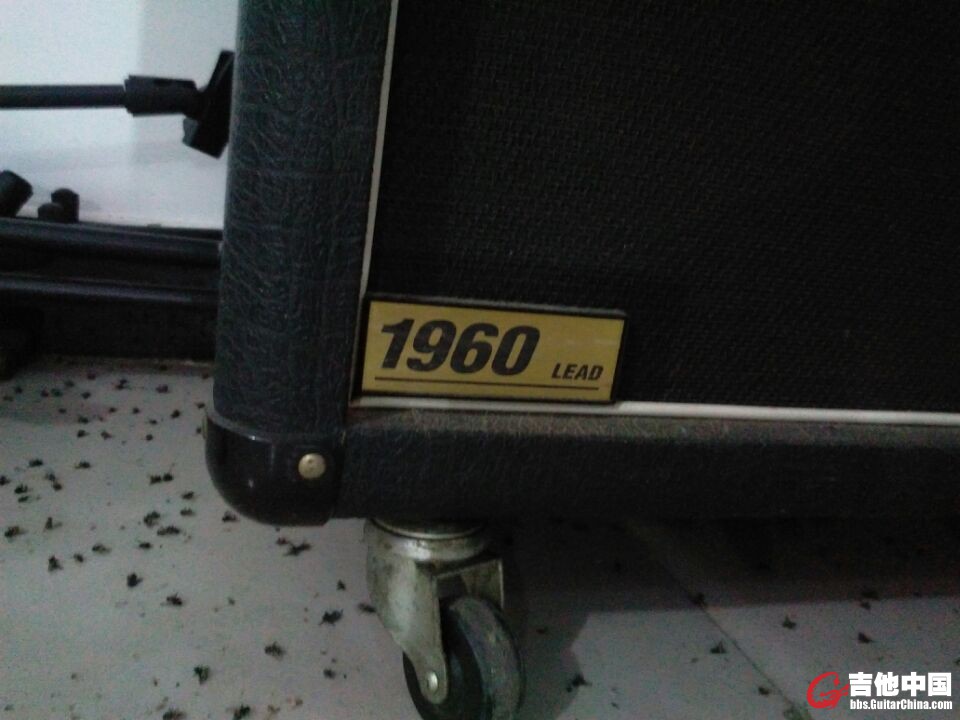 1960 LEAD
吉他中国
bbs.GuitarChina.com